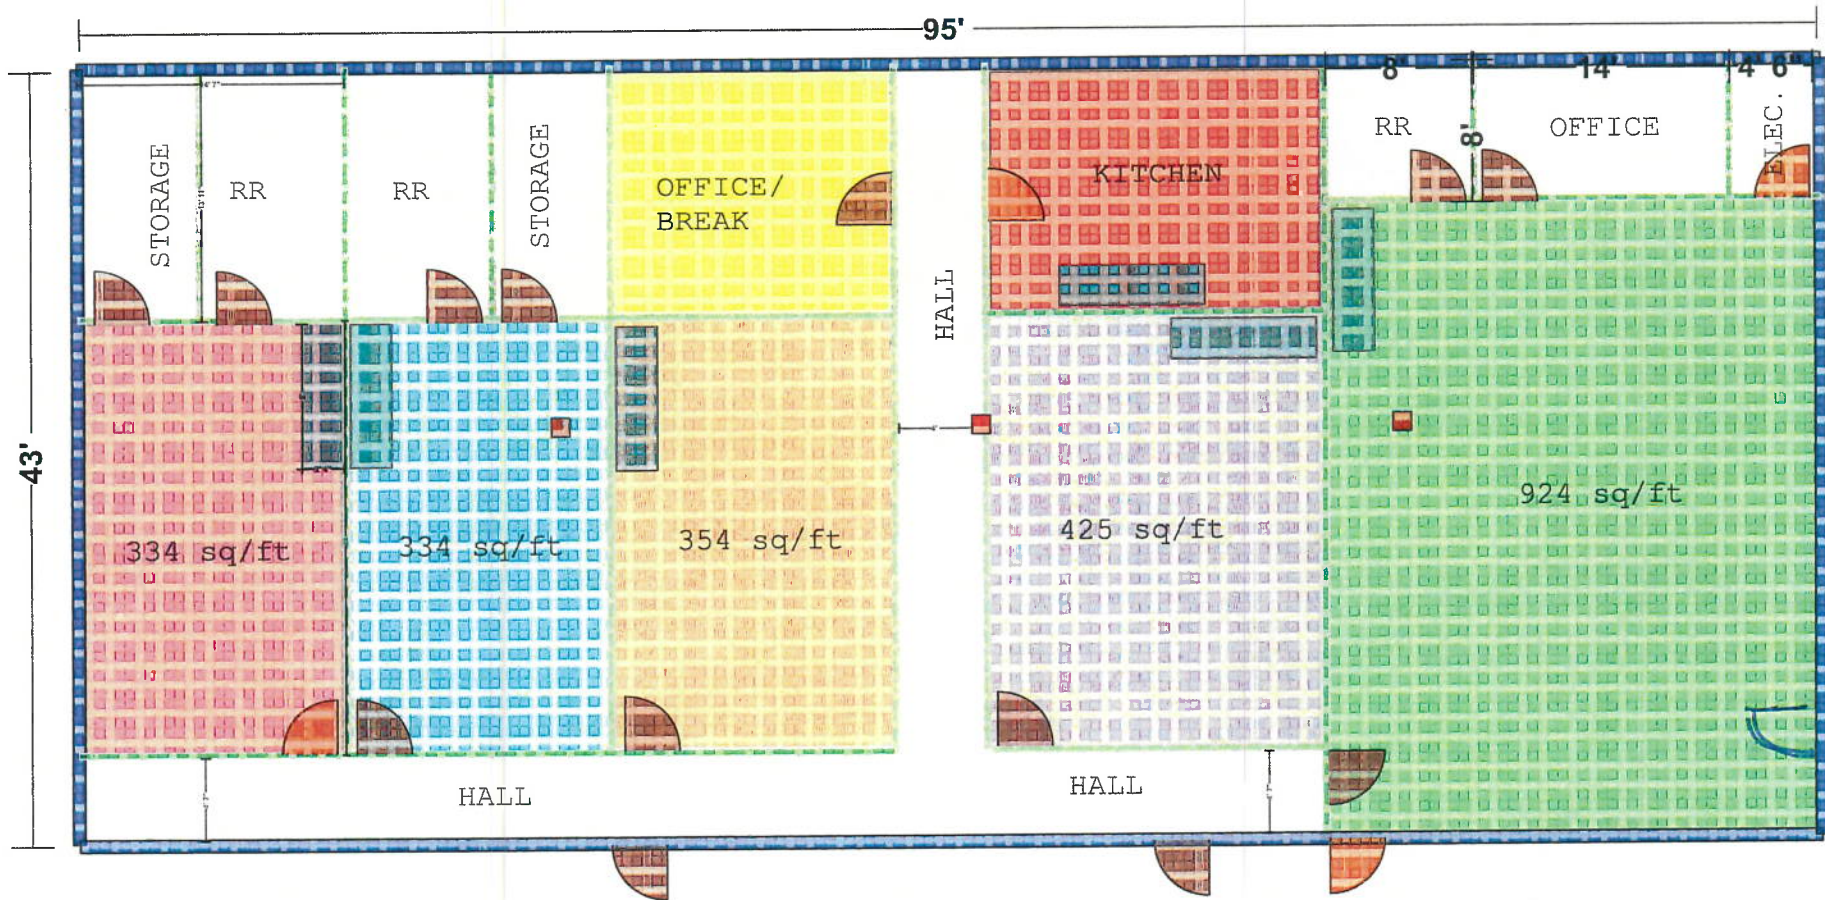 95'
8'
14'
4' 6"
43'
STORAGE
RR
RR
STORAGE
OFFICE/
BREAK
HALL
KITCHEN
RR
8'
OFFICE
ELEC.
334 sq/ft
334 sq/ft
354 sq/ft
425 sq/ft
924 sq/ft
HALL
HALL